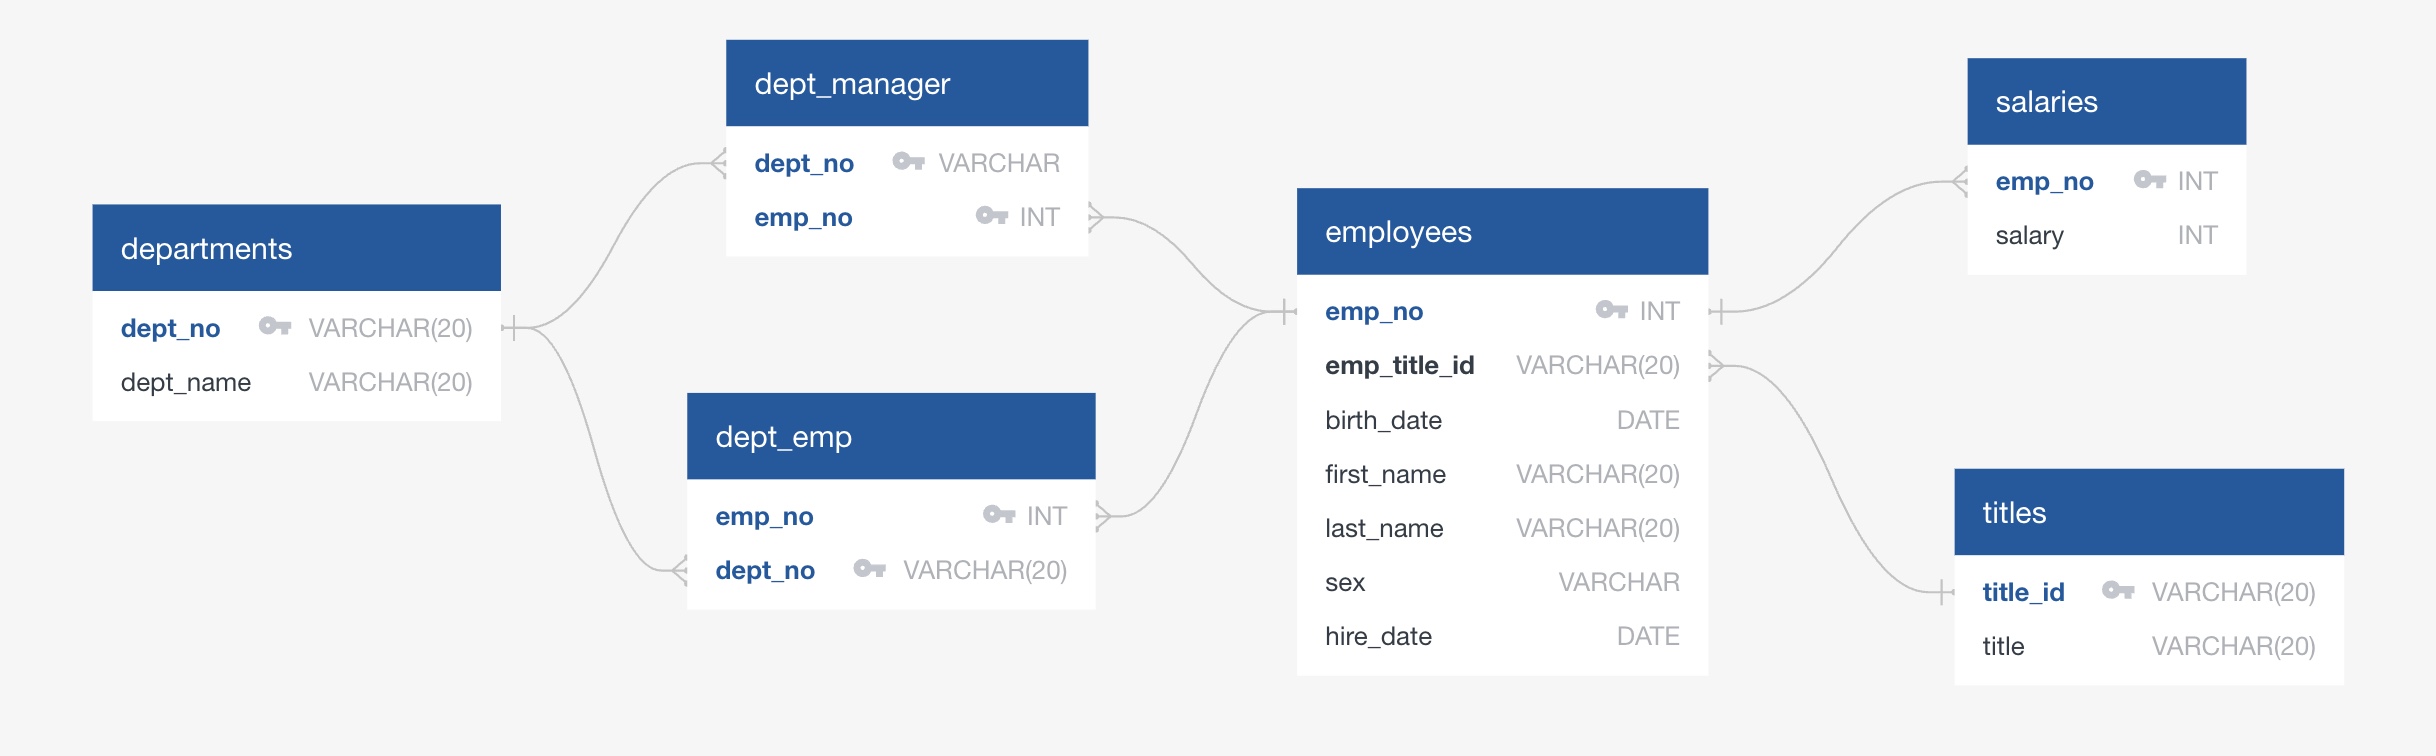 departments
dept_no VARCHAR(20)
dept_name VARCHAR(20)
dept_manager
dept_no VARCHAR
emp_no INT
dept_emp
emp_no INT
dept_no VARCHAR(20)
employees
emp_no INT
emp_title_id VARCHAR(20)
birth_date DATE
first_name VARCHAR(20)
last_name VARCHAR(20)
sex VARCHAR
hire_date DATE
salaries
emp_no INT
salary INT
titles
title_id VARCHAR(20)
title VARCHAR(20)